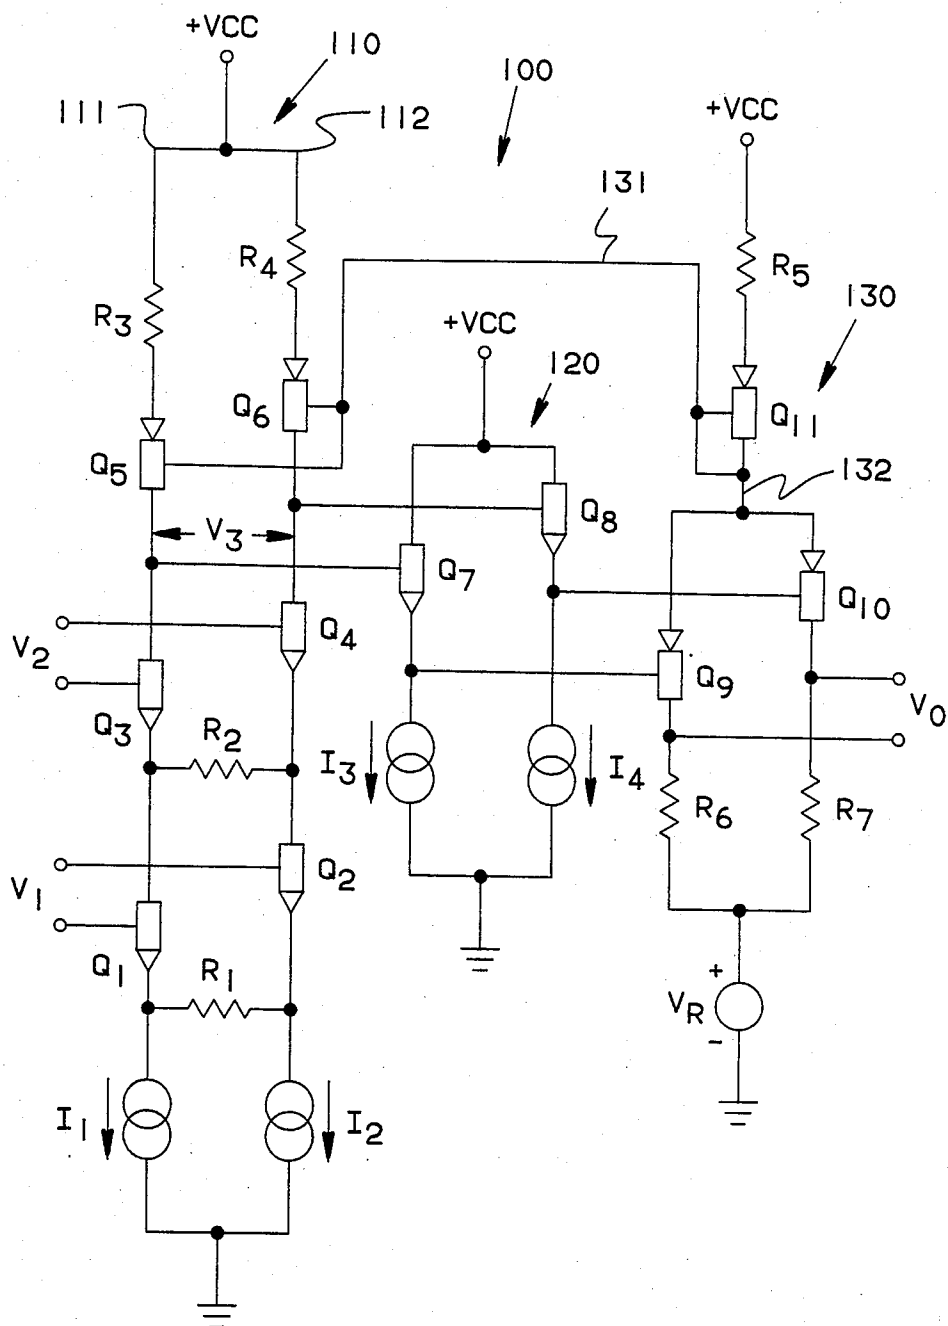 +VCC
110
100
111
112
+VCC
131
R4
R5
R3
130
+VCC
120
Q6
Q11
Q5
132
V3
Q8
Q7
Q10
Q4
V2
Q9
Q3
R2
V0
I3
I4
R6
R7
Q2
V1
Q1
R1
+
VR
-
I1
I2